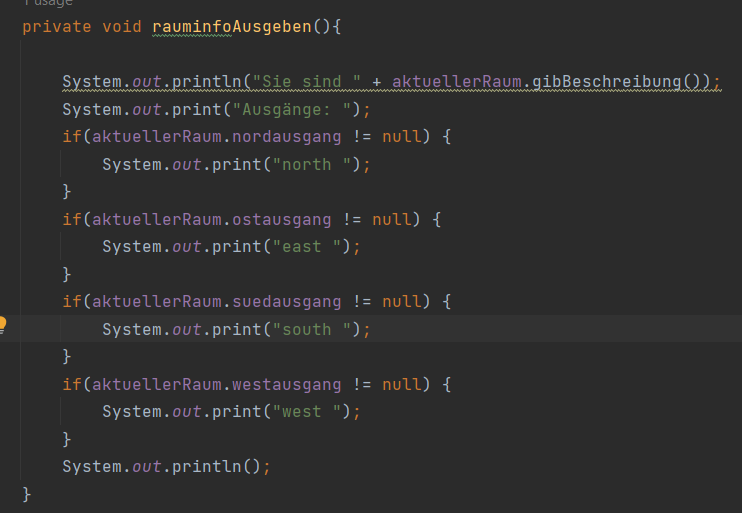 1 usage
private void rauminfoAusgeben(){
System.out.println("Sie sind " + aktuellerRaum.gibBeschreibung());
System.out.print("Ausgänge: ");
if(aktuellerRaum.nordausgang != null) {
System.out.print("north ");
}
if(aktuellerRaum.ostausgang != null) {
System.out.print("east ");
}
if(aktuellerRaum.suedausgang != null) {
System.out.print("south ");
}
if(aktuellerRaum.westausgang != null) {
System.out.print("west ");
}
System.out.println();
}